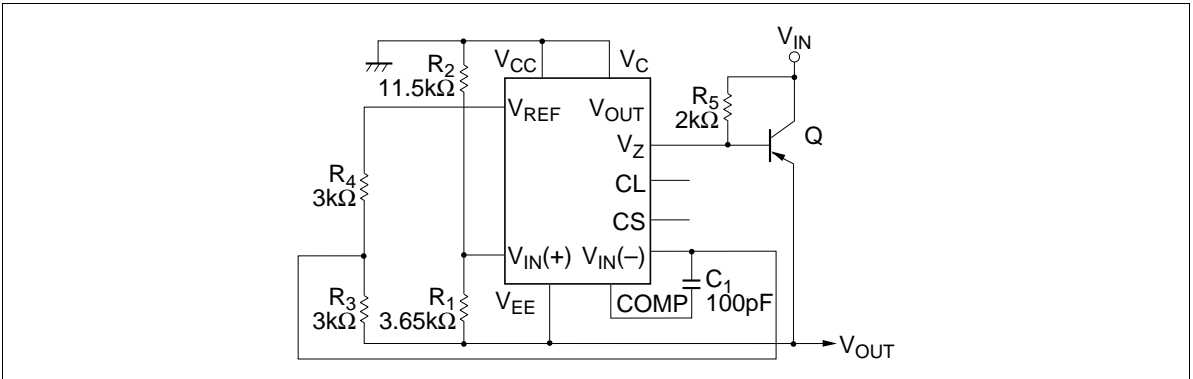 V_IN
V_CC
V_C
R_2
11.5kΩ
V_REF
V_OUT
R_5
2kΩ
V_Z
Q
R_4
3kΩ
CL
CS
V_IN(+)
V_IN(–)
R_3
3kΩ
R_1
3.65kΩ
V_EE
COMP
C_1
100pF
V_OUT